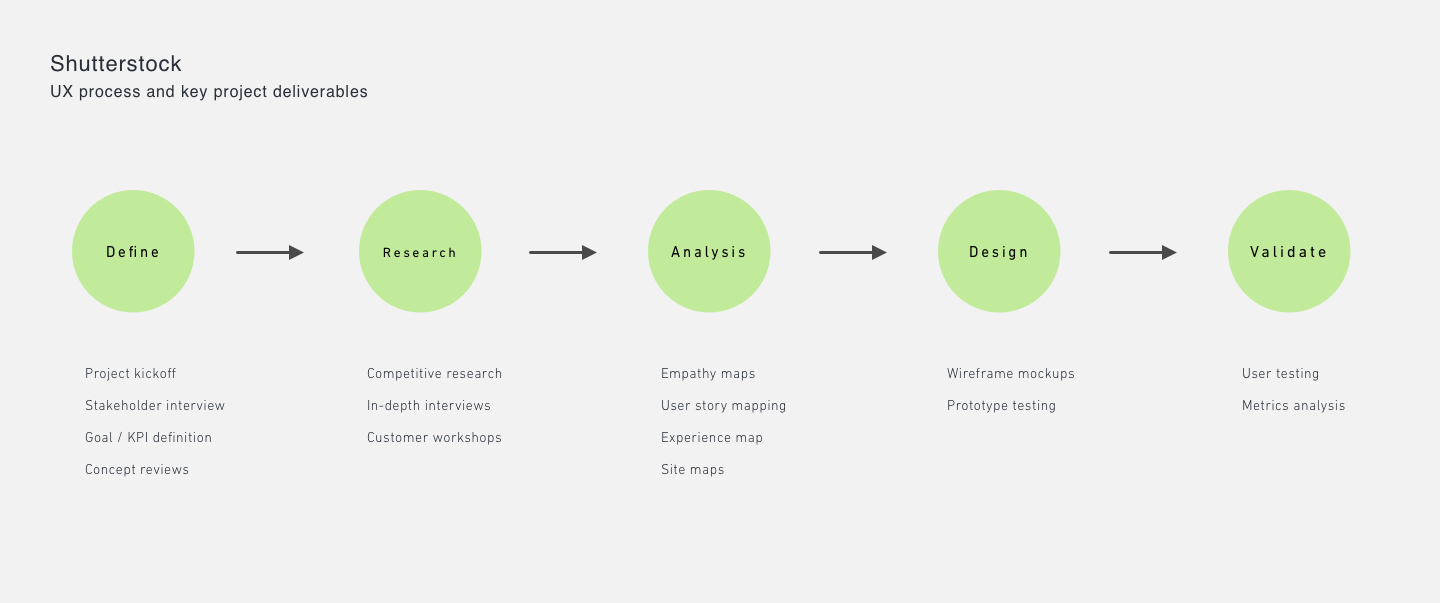 Shutterstock
UX process and key project deliverables
Define
Research
Analysis
Design
Validate
Project kickoff
Stakeholder interview
Goal / KPI definition
Concept reviews
Competitive research
In-depth interviews
Customer workshops
Empathy maps
User story mapping
Experience map
Site maps
Wireframe mockups
Prototype testing
User testing
Metrics analysis